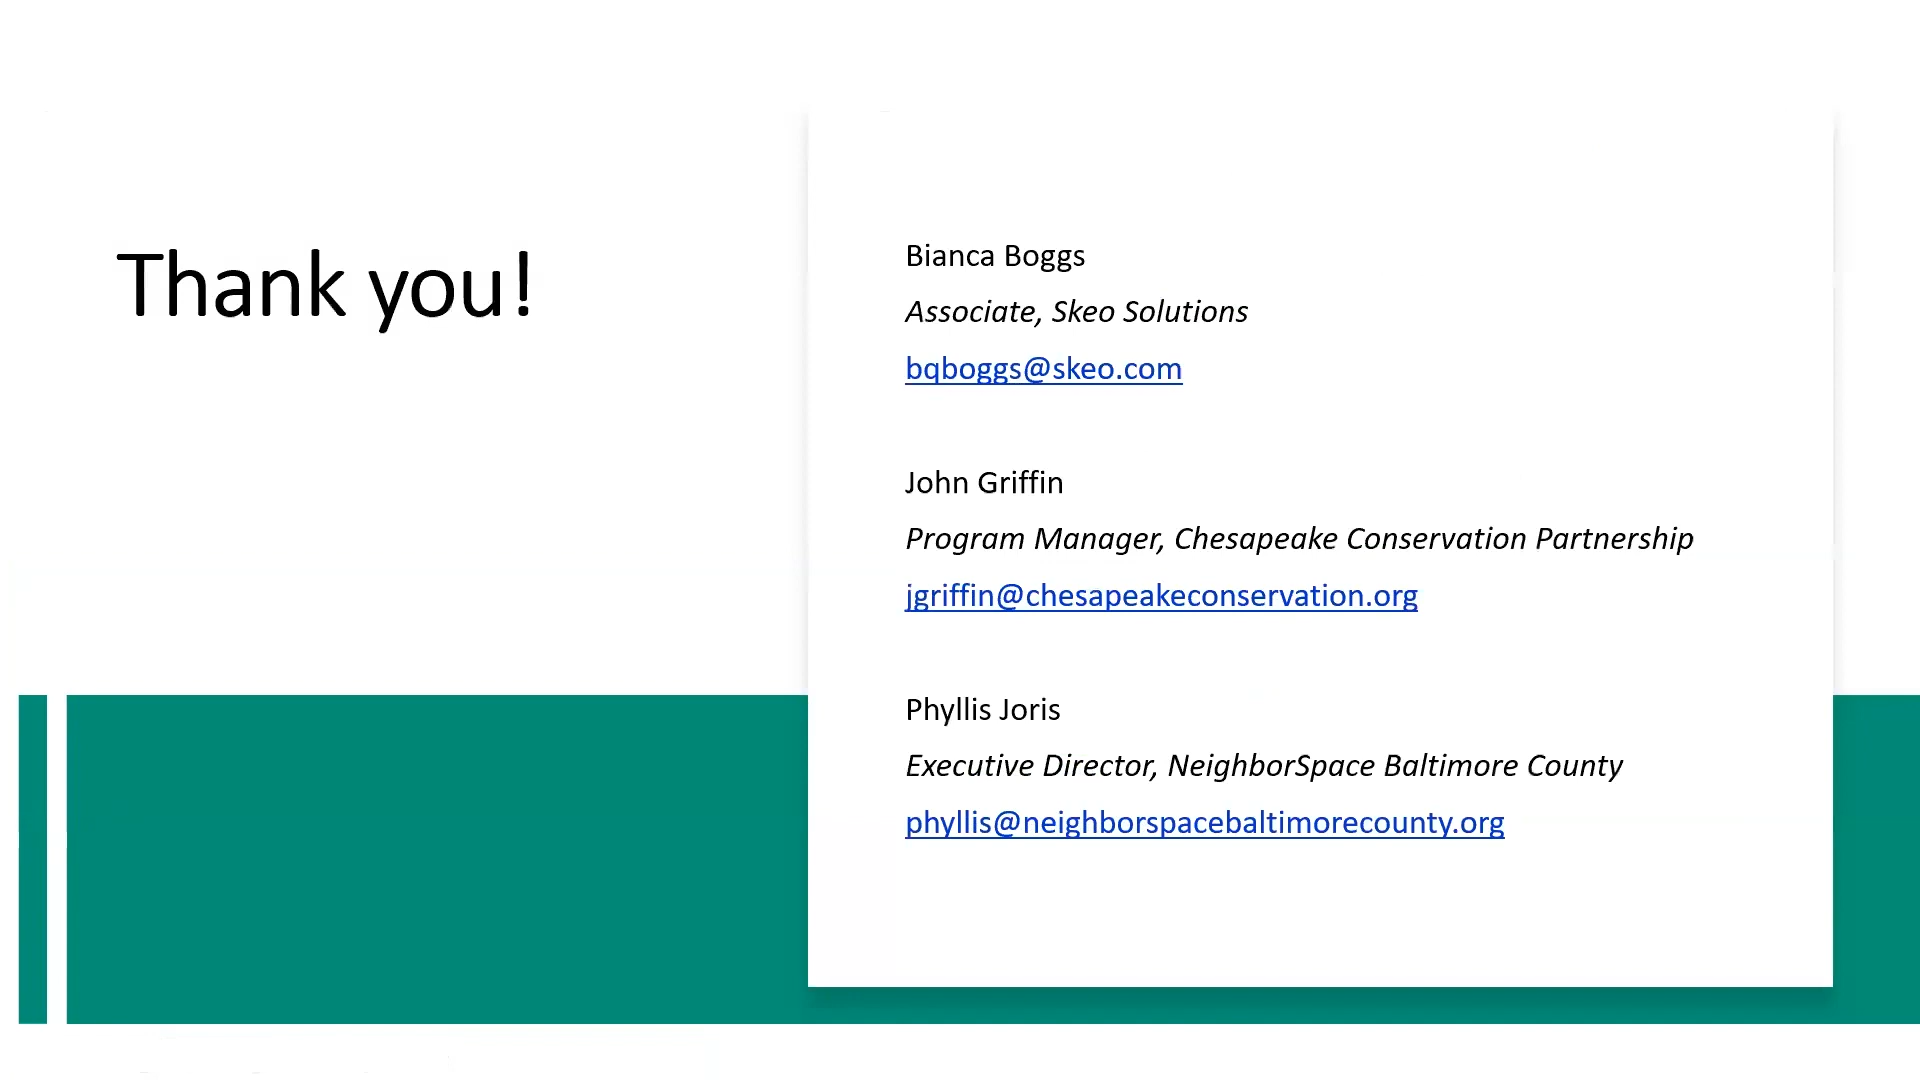 Thank you!
Bianca Boggs
Associate, Skeo Solutions
bqboggs@skeo.com
John Griffin
Program Manager, Chesapeake Conservation Partnership
jgriffin@chesapeakeconservation.org
Phyllis Joris
Executive Director, NeighborSpace Baltimore County
phyllis@neighborspacebaltimorecounty.org